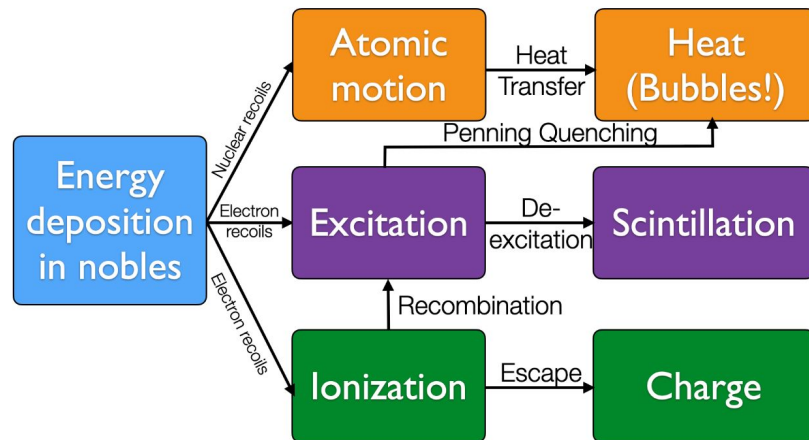 Atomic
motion
Heat
Transfer
Heat
(Bubbles!)
Nuclear recoils
Penning Quenching
Energy
deposition
in nobles
Electron
recoils
Excitation
De-
excitation
Scintillation
Electron recoils
Recombination
Ionization
Escape
Charge